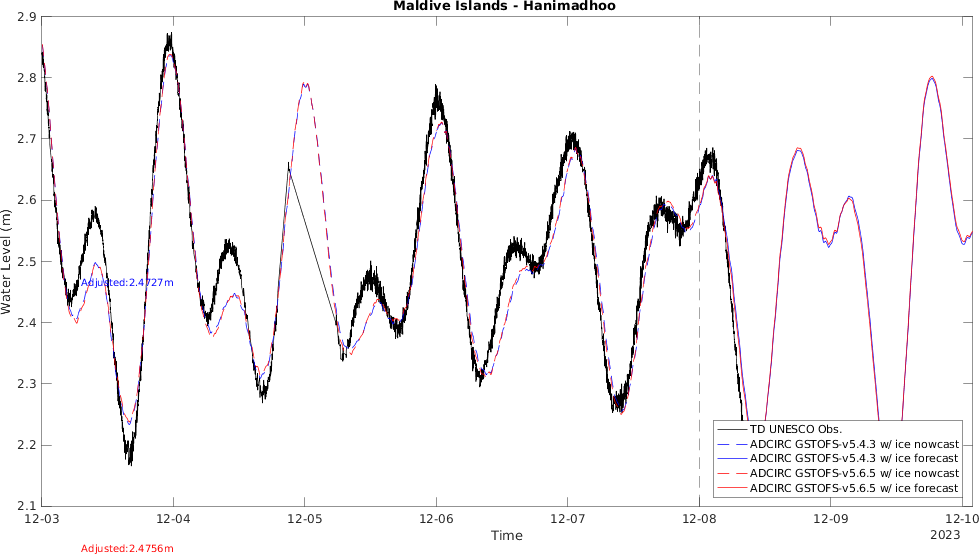 Maldive Islands - Hanimadhoo
Water Level (m)
2.9
2.8
2.7
2.6
2.5
2.4
2.3
2.2
2.1
Adjusted:2.4727m
TD UNESCO Obs.
ADCIRC GSTOFS-v5.4.3 w/ ice nowcast
ADCIRC GSTOFS-v5.4.3 w/ ice forecast
ADCIRC GSTOFS-v5.6.5 w/ ice nowcast
ADCIRC GSTOFS-v5.6.5 w/ ice forecast
12-03 12-04 12-05 12-06 12-07 12-08 12-09 12-10
Time
2023
Adjusted:2.4756m